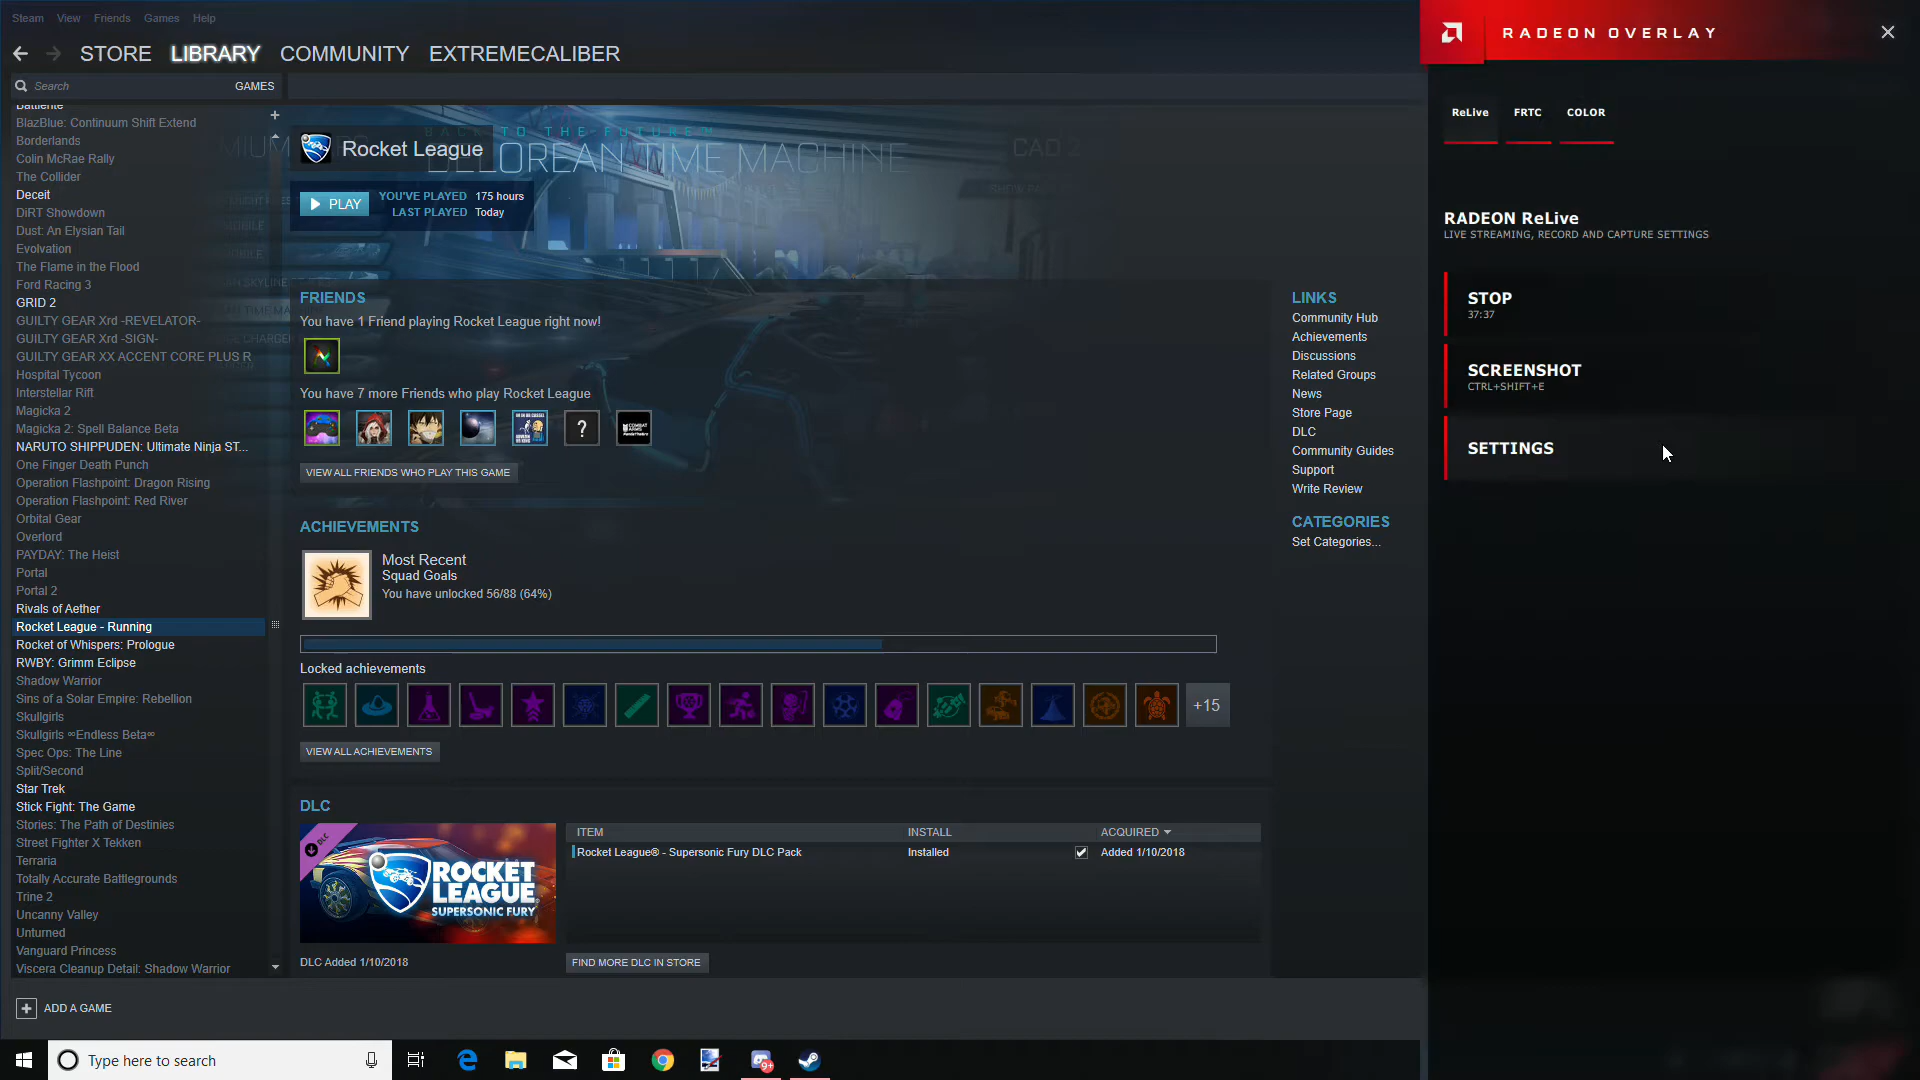 Steam View Friends Games Help
STORE LIBRARY COMMUNITY EXTREMECALIBER
Search GAMES
Battlerite
BlazBlue: Continuum Shift Extend
Borderlands
Colin McRae Rally
The Collider
Deceit
DiRT Showdown
Dust: An Elysian Tail
Evolvation
The Flame in the Flood
Ford Racing 3
GRID 2
GUILTY GEAR Xrd -REVELATOR-
GUILTY GEAR Xrd -SIGN-
GUILTY GEAR XX ACCENT CORE PLUS R
Hospital Tycoon
Interstellar Rift
Magicka 2
Magicka 2: Spell Balance Beta
NARUTO SHIPPUDEN: Ultimate Ninja ST...
One Finger Death Punch
Operation Flashpoint: Dragon Rising
Operation Flashpoint: Red River
Orbital Gear
Overlord
PAYDAY: The Heist
Portal
Portal 2
Rivals of Aether
Rocket League - Running
Rocket of Whispers: Prologue
RWBY: Grimm Eclipse
Shadow Warrior
Sins of a Solar Empire: Rebellion
Skullgirls
Skullgirls ∞Endless Beta∞
Spec Ops: The Line
Split/Second
Star Trek
Stick Fight: The Game
Stories: The Path of Destinies
Street Fighter X Tekken
Terraria
Totally Accurate Battlegrounds
Trine 2
Uncanny Valley
Unturned
Vanguard Princess
Viscera Cleanup Detail: Shadow Warrior
ADD A GAME
BACK TO THE FUTURE™
DELOREAN TIME MACHINE
Rocket League
PLAY
YOU'VE PLAYED 175 hours
LAST PLAYED Today
FRIENDS
You have 1 Friend playing Rocket League right now!
You have 7 more Friends who play Rocket League
?
VIEW ALL FRIENDS WHO PLAY THIS GAME
ACHIEVEMENTS
Most Recent
Squad Goals
You have unlocked 56/88 (64%)
Locked achievements
+15
VIEW ALL ACHIEVEMENTS
DLC
DLC
ROCKET
LEAGUE
SUPERSONIC FURY
DLC Added 1/10/2018
ITEM INSTALL ACQUIRED
Rocket League® - Supersonic Fury DLC Pack Installed Added 1/10/2018
FIND MORE DLC IN STORE
LINKS
Community Hub
Achievements
Discussions
Related Groups
News
Store Page
DLC
Community Guides
Support
Write Review
CATEGORIES
Set Categories...
RADEON OVERLAY
ReLive FRTC COLOR
RADEON ReLive
LIVE STREAMING, RECORD AND CAPTURE SETTINGS
STOP
37:37
SCREENSHOT
CTRL+SHIFT+E
SETTINGS
Type here to search
9+